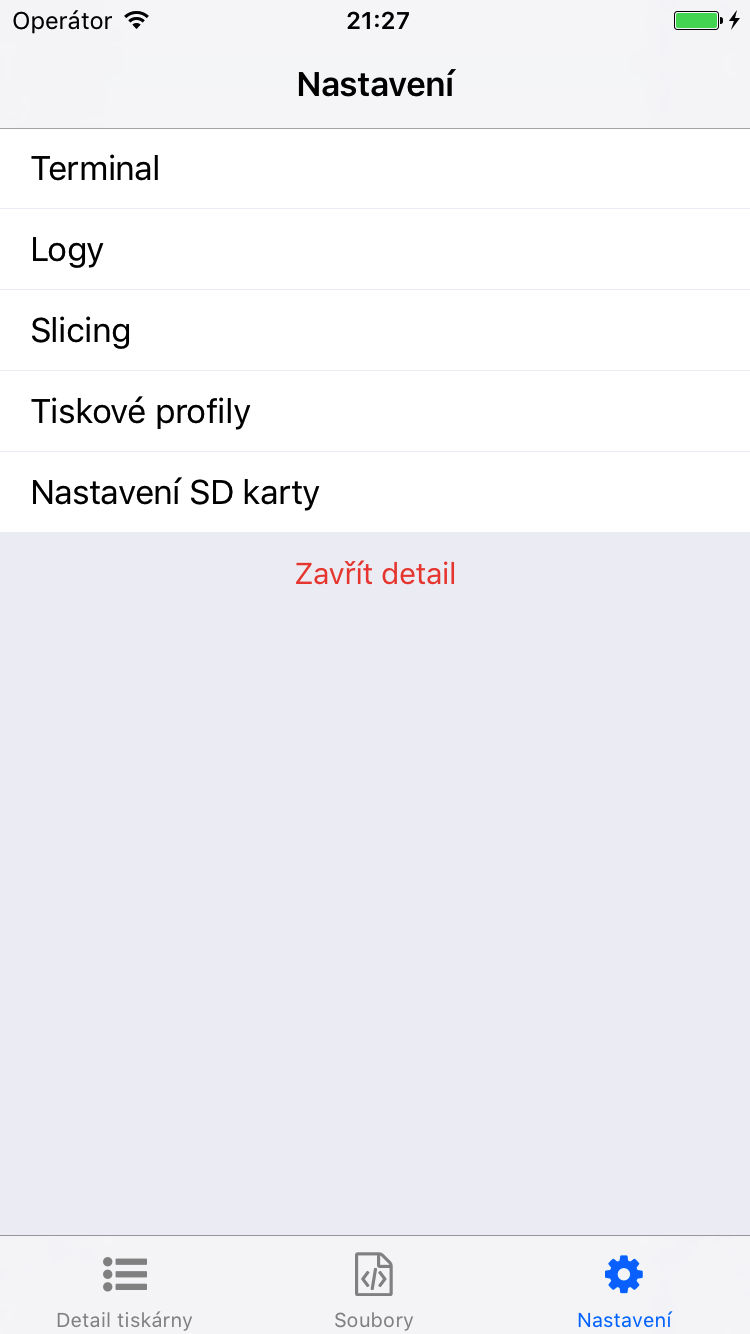 Operátor 21:27
Nastavení
Terminal
Logy
Slicing
Tiskové profily
Nastavení SD karty
Zavřít detail
Detail tiskárny Soubory Nastavení